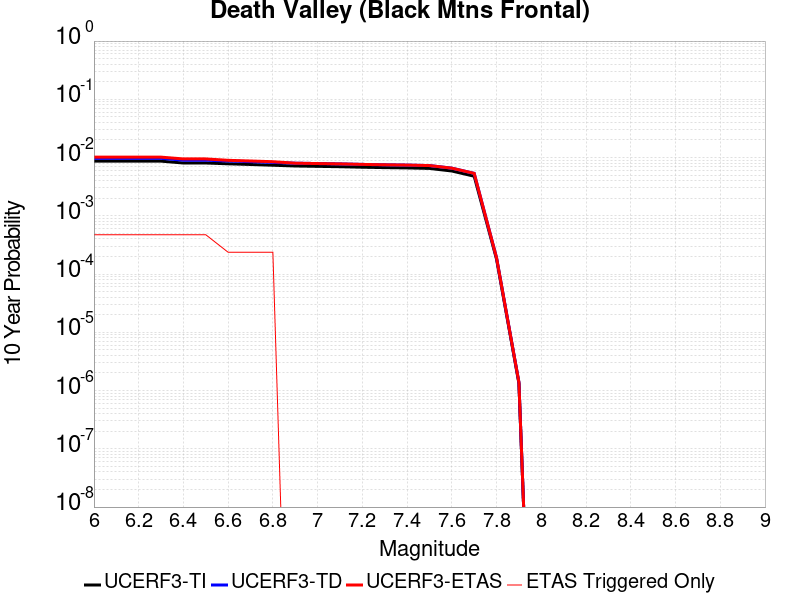 Death Valley (Black Mtns Frontal)
10^0
10^-1
10^-2
10^-3
10^-4
10^-5
10^-6
10^-7
10^-8
10 Year Probability
6 6.2 6.4 6.6 6.8 7 7.2 7.4 7.6 7.8 8 8.2 8.4 8.6 8.8 9
Magnitude
UCERF3-TI UCERF3-TD UCERF3-ETAS ETAS Triggered Only